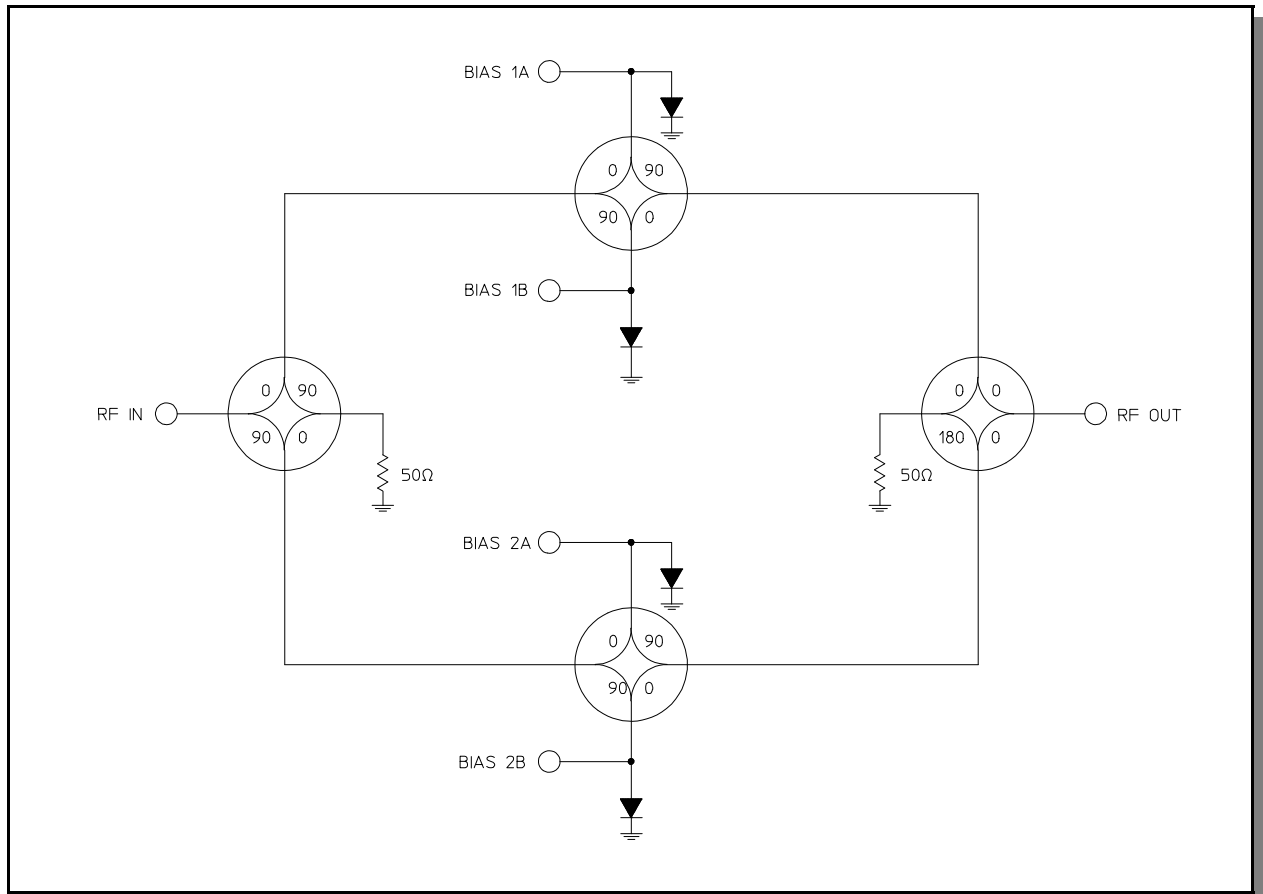 BIAS 1A
0 90
90 0
BIAS 1B
0 90
RF IN
90 0
50Ω
0 0
RF OUT
180 0
50Ω
BIAS 2A
0 90
90 0
BIAS 2B